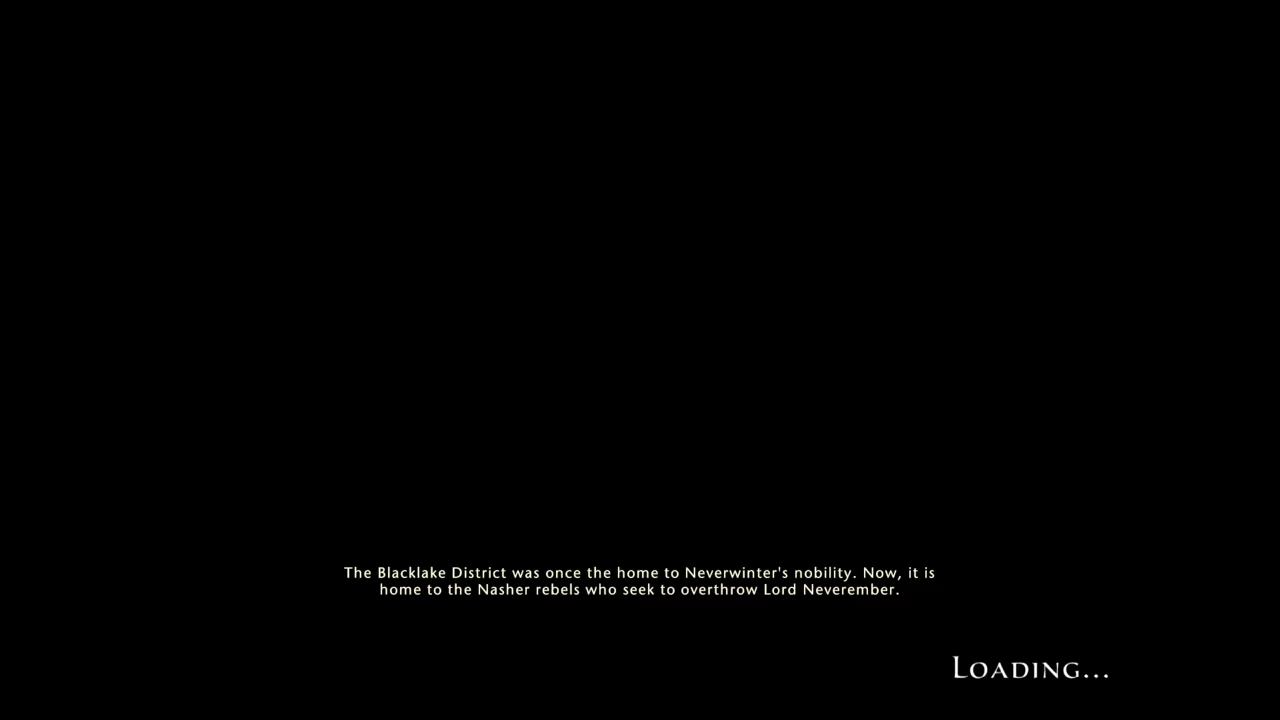 The Blacklake District was once the home to Neverwinter's nobility. Now, it is
home to the Nasher rebels who seek to overthrow Lord Neverember.
Loading...